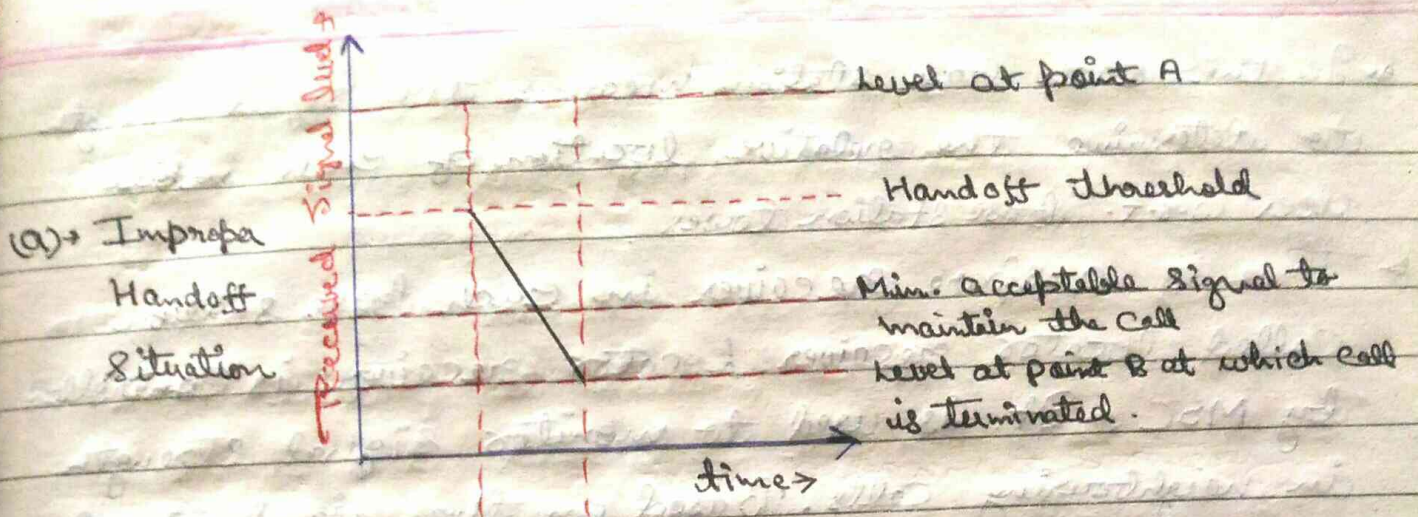 Received Signal level→
Level at point A
Handoff threshold
(a)→ Improper
Handoff
Situation
Min. acceptable signal to
maintain the call
Level at point B at which call
is terminated.
time→